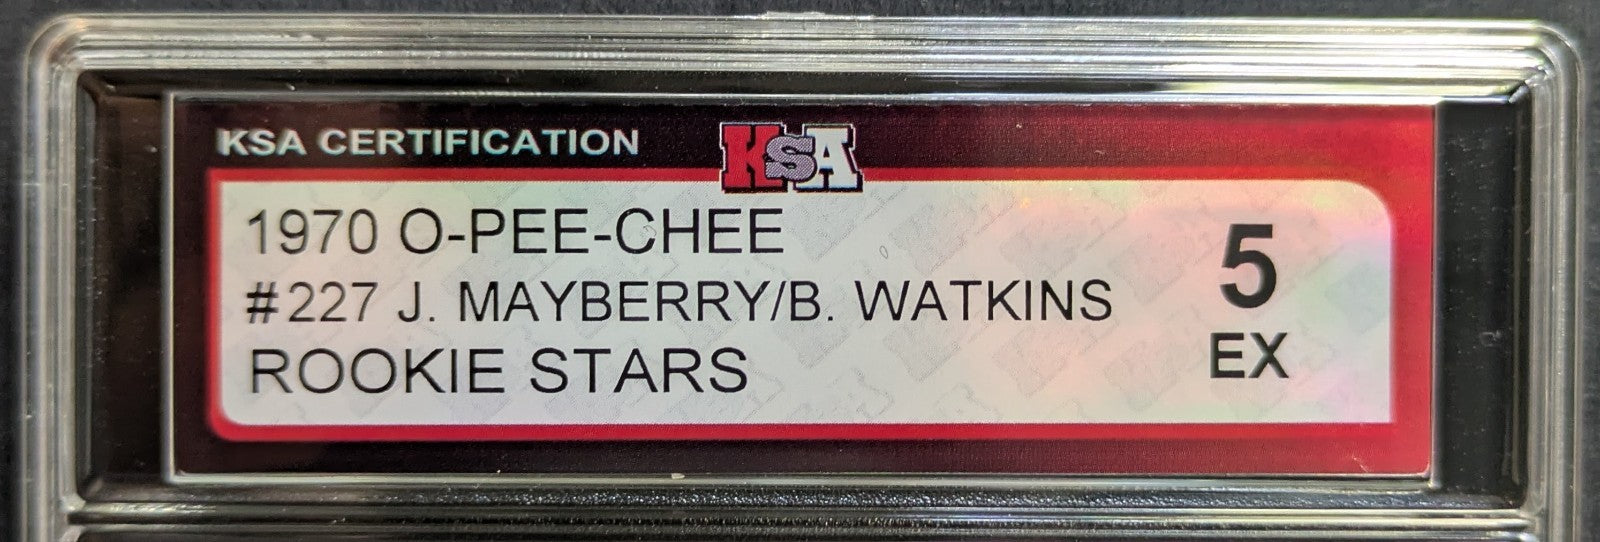 KSA CERTIFICATION
KSA
1970 O-PEE-CHEE
#227 J. MAYBERRY/B. WATKINS
ROOKIE STARS
5
EX